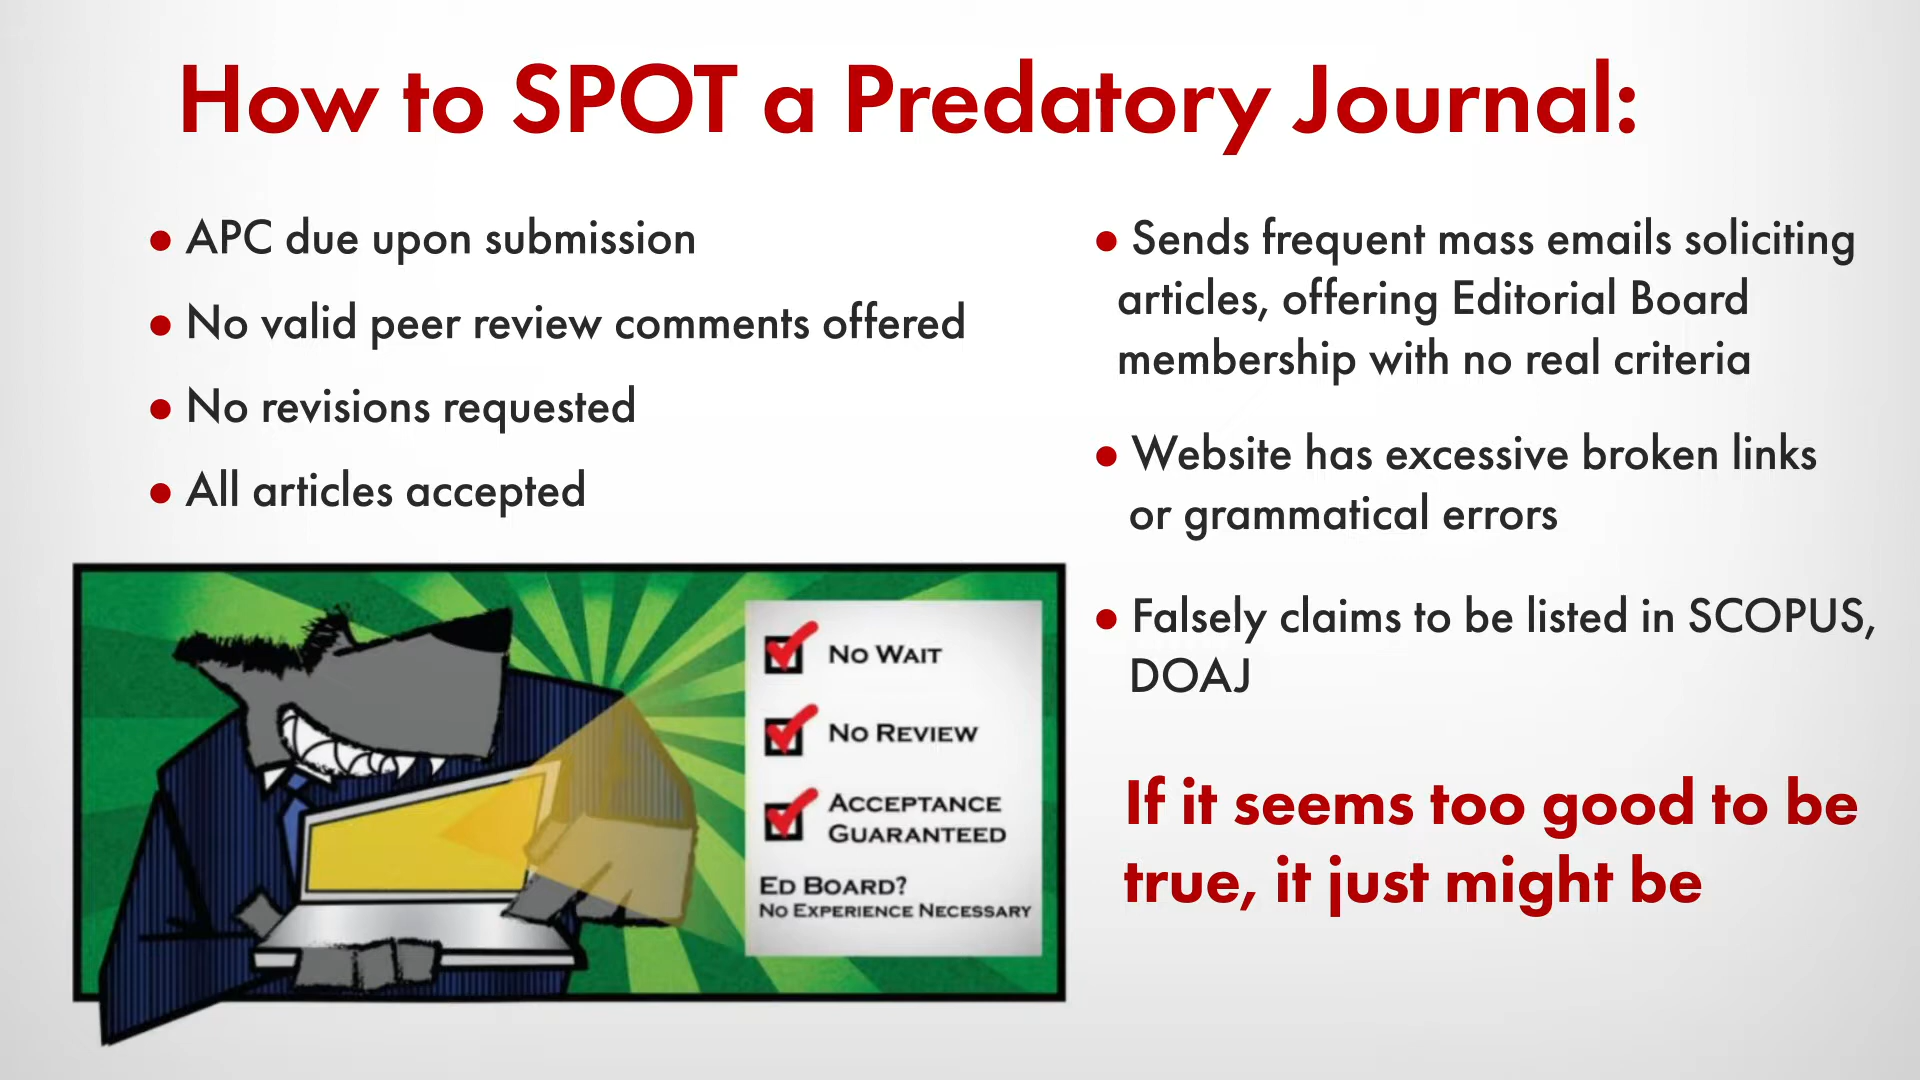 How to SPOT a Predatory Journal:
• APC due upon submission
• No valid peer review comments offered
• No revisions requested
• All articles accepted
• Sends frequent mass emails soliciting
articles, offering Editorial Board
membership with no real criteria
• Website has excessive broken links
or grammatical errors
• Falsely claims to be listed in SCOPUS,
DOAJ
If it seems too good to be
true, it just might be
No Wait
No Review
Acceptance
Guaranteed
Ed Board?
No Experience Necessary